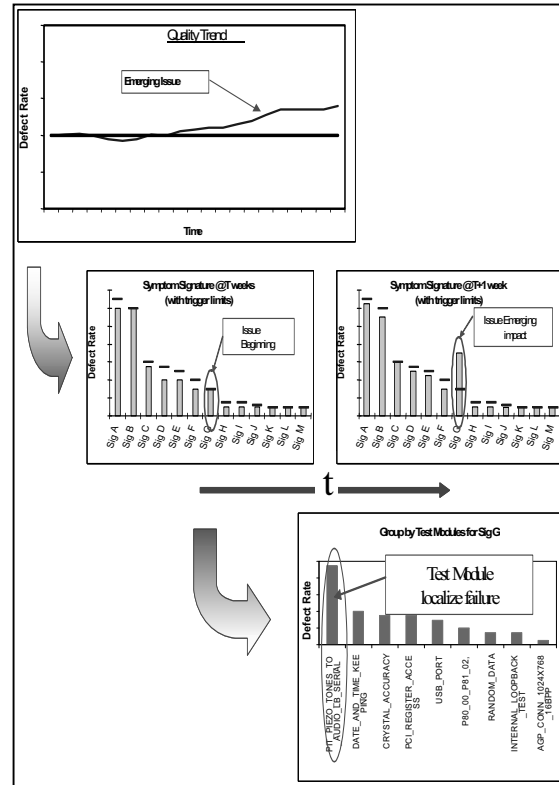 Quality Trend
Emerging Issue
Defect Rate
Time
Symptom Signature @T weeks
(with trigger limits)
Issue
Beginning
Defect Rate
Sig A
Sig B
Sig C
Sig D
Sig E
Sig F
Sig G
Sig H
Sig I
Sig J
Sig K
Sig L
Sig M
Symptom Signature @T+1 week
(with trigger limits)
Issue Emerging
impact
Defect Rate
Sig A
Sig B
Sig C
Sig D
Sig E
Sig F
Sig G
Sig H
Sig I
Sig J
Sig K
Sig L
Sig M
t
Group by Test Modules for Sig G
Test Module
localize failure
Defect Rate
PIT_PIEZO_TONES_TO
AUDIO_LB_SERIAL
DATE_AND_TIME_KEE
PING
CRYSTAL_ACCURACY
PCI_REGISTER_ACCE
SS
USB_PORT
P80_00_P81_02,
RANDOM_DATA
INTERNAL_LOOPBACK
_TEST
AGP_CONN_1024X768
_16BPP